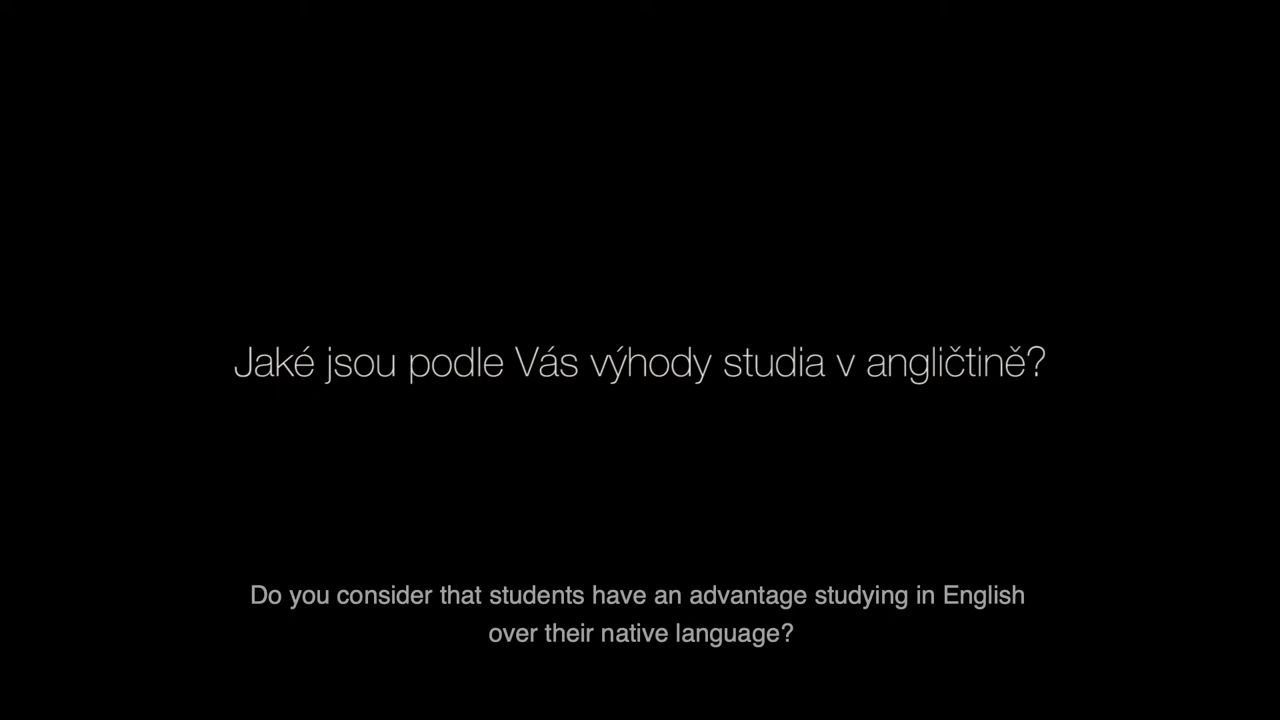 Jaké jsou podle Vás výhody studia v angličtině?
Do you consider that students have an advantage studying in English
over their native language?